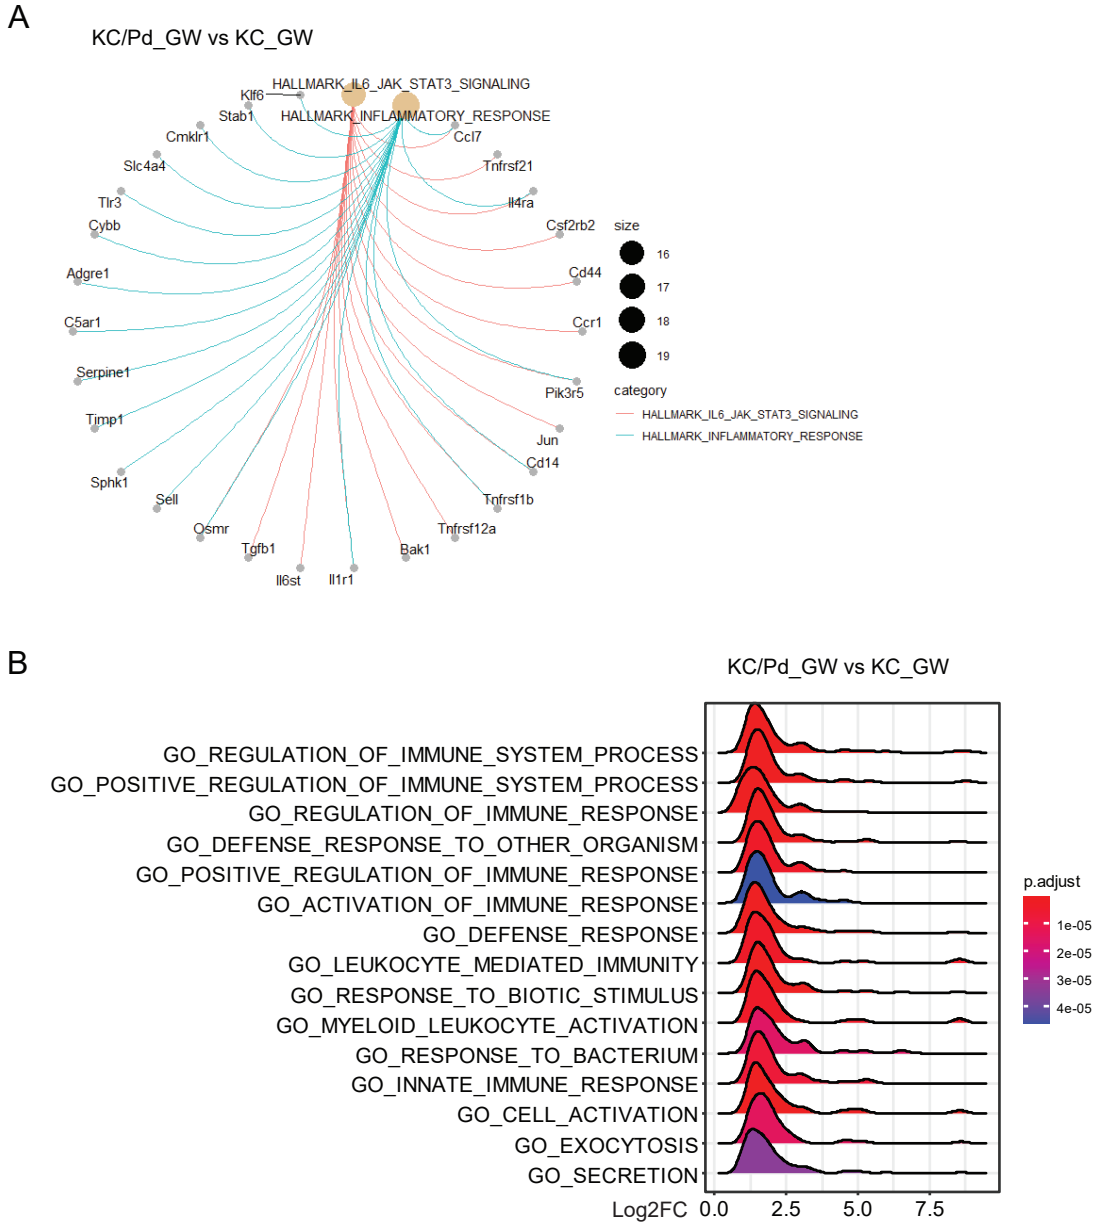 A
KC/Pd_GW vs KC_GW
HALLMARK_IL6_JAK_STAT3_SIGNALING
Klf6
Stab1
HALLMARK_INFLAMMATORY_RESPONSE
Cmklr1
Ccl7
Slc4a4
Tnfrsf21
Tlr3
Il4ra
Cybb
Csf2rb2
size
16
Adgre1
Cd44
17
C5ar1
Ccr1
18
19
Serpine1
Pik3r5
category
HALLMARK_IL6_JAK_STAT3_SIGNALING
HALLMARK_INFLAMMATORY_RESPONSE
Timp1
Jun
Sphk1
Cd14
Sell
Tnfrsf1b
Osmr
Tnfrsf12a
Tgfb1
Bak1
Il6st
Il1r1
B
KC/Pd_GW vs KC_GW
GO_REGULATION_OF_IMMUNE_SYSTEM_PROCESS
GO_POSITIVE_REGULATION_OF_IMMUNE_SYSTEM_PROCESS
GO_REGULATION_OF_IMMUNE_RESPONSE
GO_DEFENSE_RESPONSE_TO_OTHER_ORGANISM
GO_POSITIVE_REGULATION_OF_IMMUNE_RESPONSE
GO_ACTIVATION_OF_IMMUNE_RESPONSE
GO_DEFENSE_RESPONSE
GO_LEUKOCYTE_MEDIATED_IMMUNITY
GO_RESPONSE_TO_BIOTIC_STIMULUS
GO_MYELOID_LEUKOCYTE_ACTIVATION
GO_RESPONSE_TO_BACTERIUM
GO_INNATE_IMMUNE_RESPONSE
GO_CELL_ACTIVATION
GO_EXOCYTOSIS
GO_SECRETION
Log2FC 0.0 2.5 5.0 7.5
p.adjust
1e-05
2e-05
3e-05
4e-05